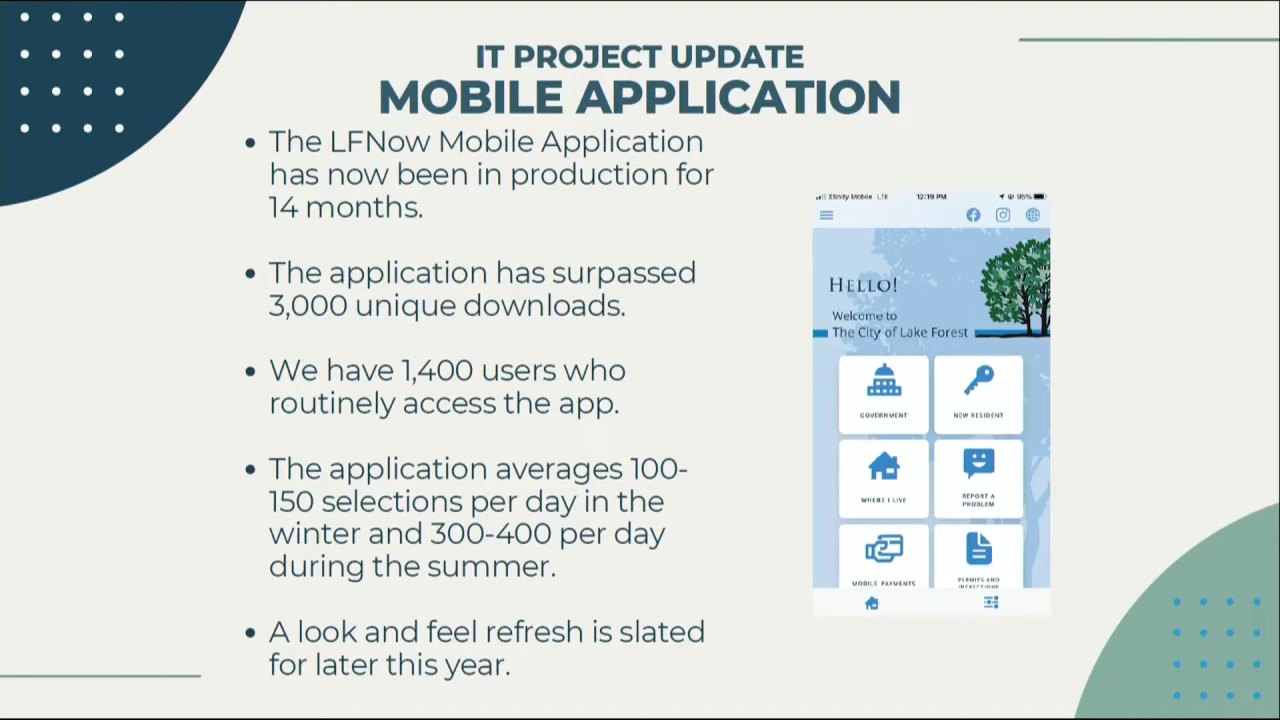 IT PROJECT UPDATE
MOBILE APPLICATION
• The LFNow Mobile Application
has now been in production for
14 months.
• The application has surpassed
3,000 unique downloads.
• We have 1,400 users who
routinely access the app.
• The application averages 100-
150 selections per day in the
winter and 300-400 per day
during the summer.
• A look and feel refresh is slated
for later this year.
Xfinity Mobile LTE 12:19 PM 95%
HELLO!
Welcome to
The City of Lake Forest
GOVERNMENT
NEW RESIDENT
WHERE I LIVE
REPORT A
PROBLEM
MOBILE PAYMENTS
PERMITS AND